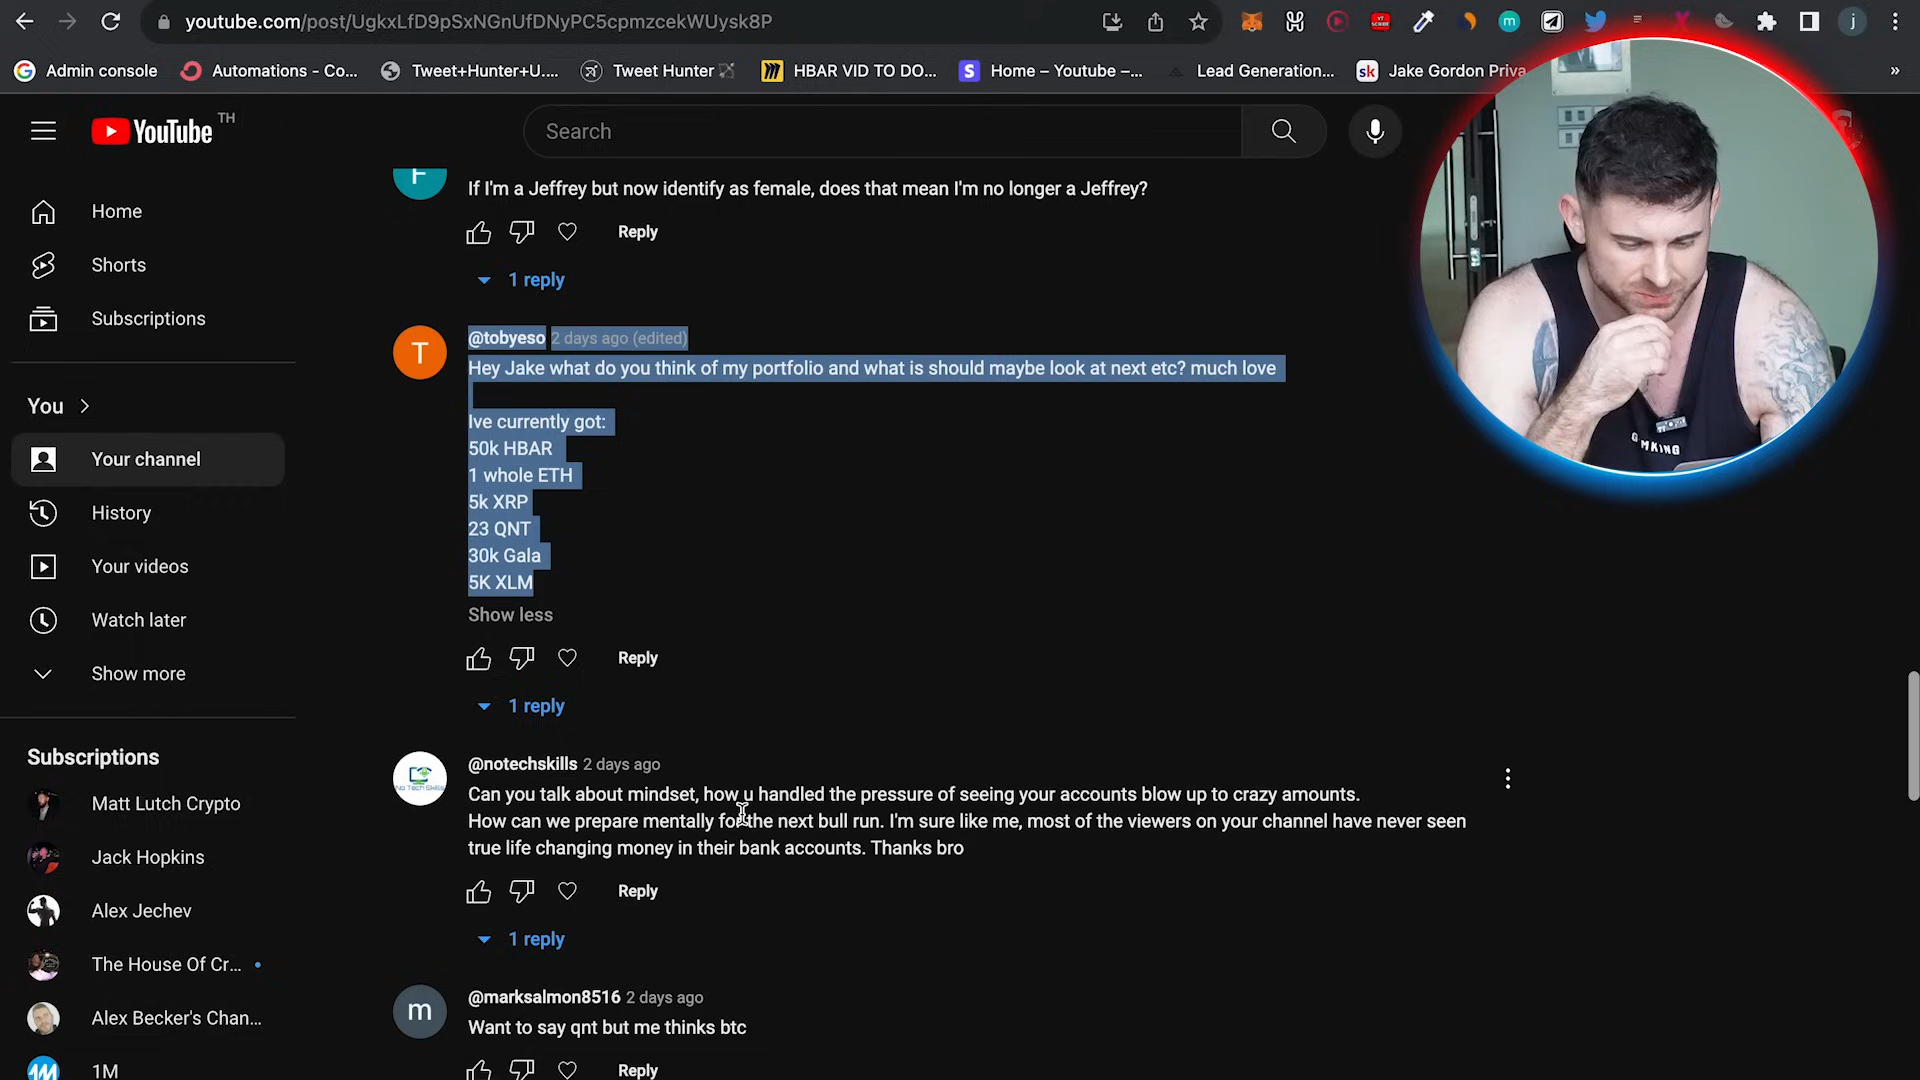 youtube.com/post/UgkxLfD9pSxNGnUfDNyPC5cpmzcekWUysk8P
Admin console
Automations - Co...
Tweet+Hunter+U....
Tweet Hunter
HBAR VID TO DO...
Home – Youtube –...
Lead Generation...
Jake Gordon Priva
YouTube TH
Search
Home
Shorts
Subscriptions
You
Your channel
History
Your videos
Watch later
Show more
Subscriptions
Matt Lutch Crypto
Jack Hopkins
Alex Jechev
The House Of Cr...
Alex Becker's Chan...
1M
F
If I'm a Jeffrey but now identify as female, does that mean I'm no longer a Jeffrey?
Reply
1 reply
T
@tobyeso 2 days ago (edited)
Hey Jake what do you think of my portfolio and what is should maybe look at next etc? much love
Ive currently got:
50k HBAR
1 whole ETH
5k XRP
23 QNT
30k Gala
5K XLM
Show less
Reply
1 reply
No Tech Skills
@notechskills 2 days ago
Can you talk about mindset, how u handled the pressure of seeing your accounts blow up to crazy amounts.
How can we prepare mentally for the next bull run. I'm sure like me, most of the viewers on your channel have never seen
true life changing money in their bank accounts. Thanks bro
Reply
1 reply
m
@marksalmon8516 2 days ago
Want to say qnt but me thinks btc
Reply